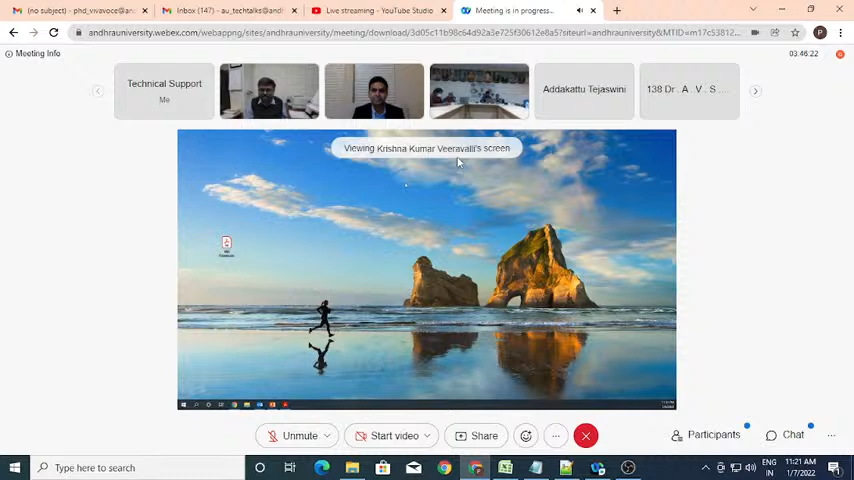 (no subject) - phd_vivavoce@and
Inbox (147) - au_techtalks@andh
Live streaming - YouTube Studio
Meeting is in progress...
andhrauniversity.webex.com/webappng/sites/andhrauniversity/meeting/download/3d05c11b98c64d92a3e725f30612e8a5?siteurl=andhrauniversity&MTID=m17c53812...
P
Meeting Info
03:46:22
Technical Support
Me
Addakattu Tejaswini
138 Dr . A . V . S ....
Viewing Krishna Kumar Veeravalli's screen
Unmute
Start video
Share
Participants
Chat
Type here to search
ENG
IN
11:21 AM
1/7/2022